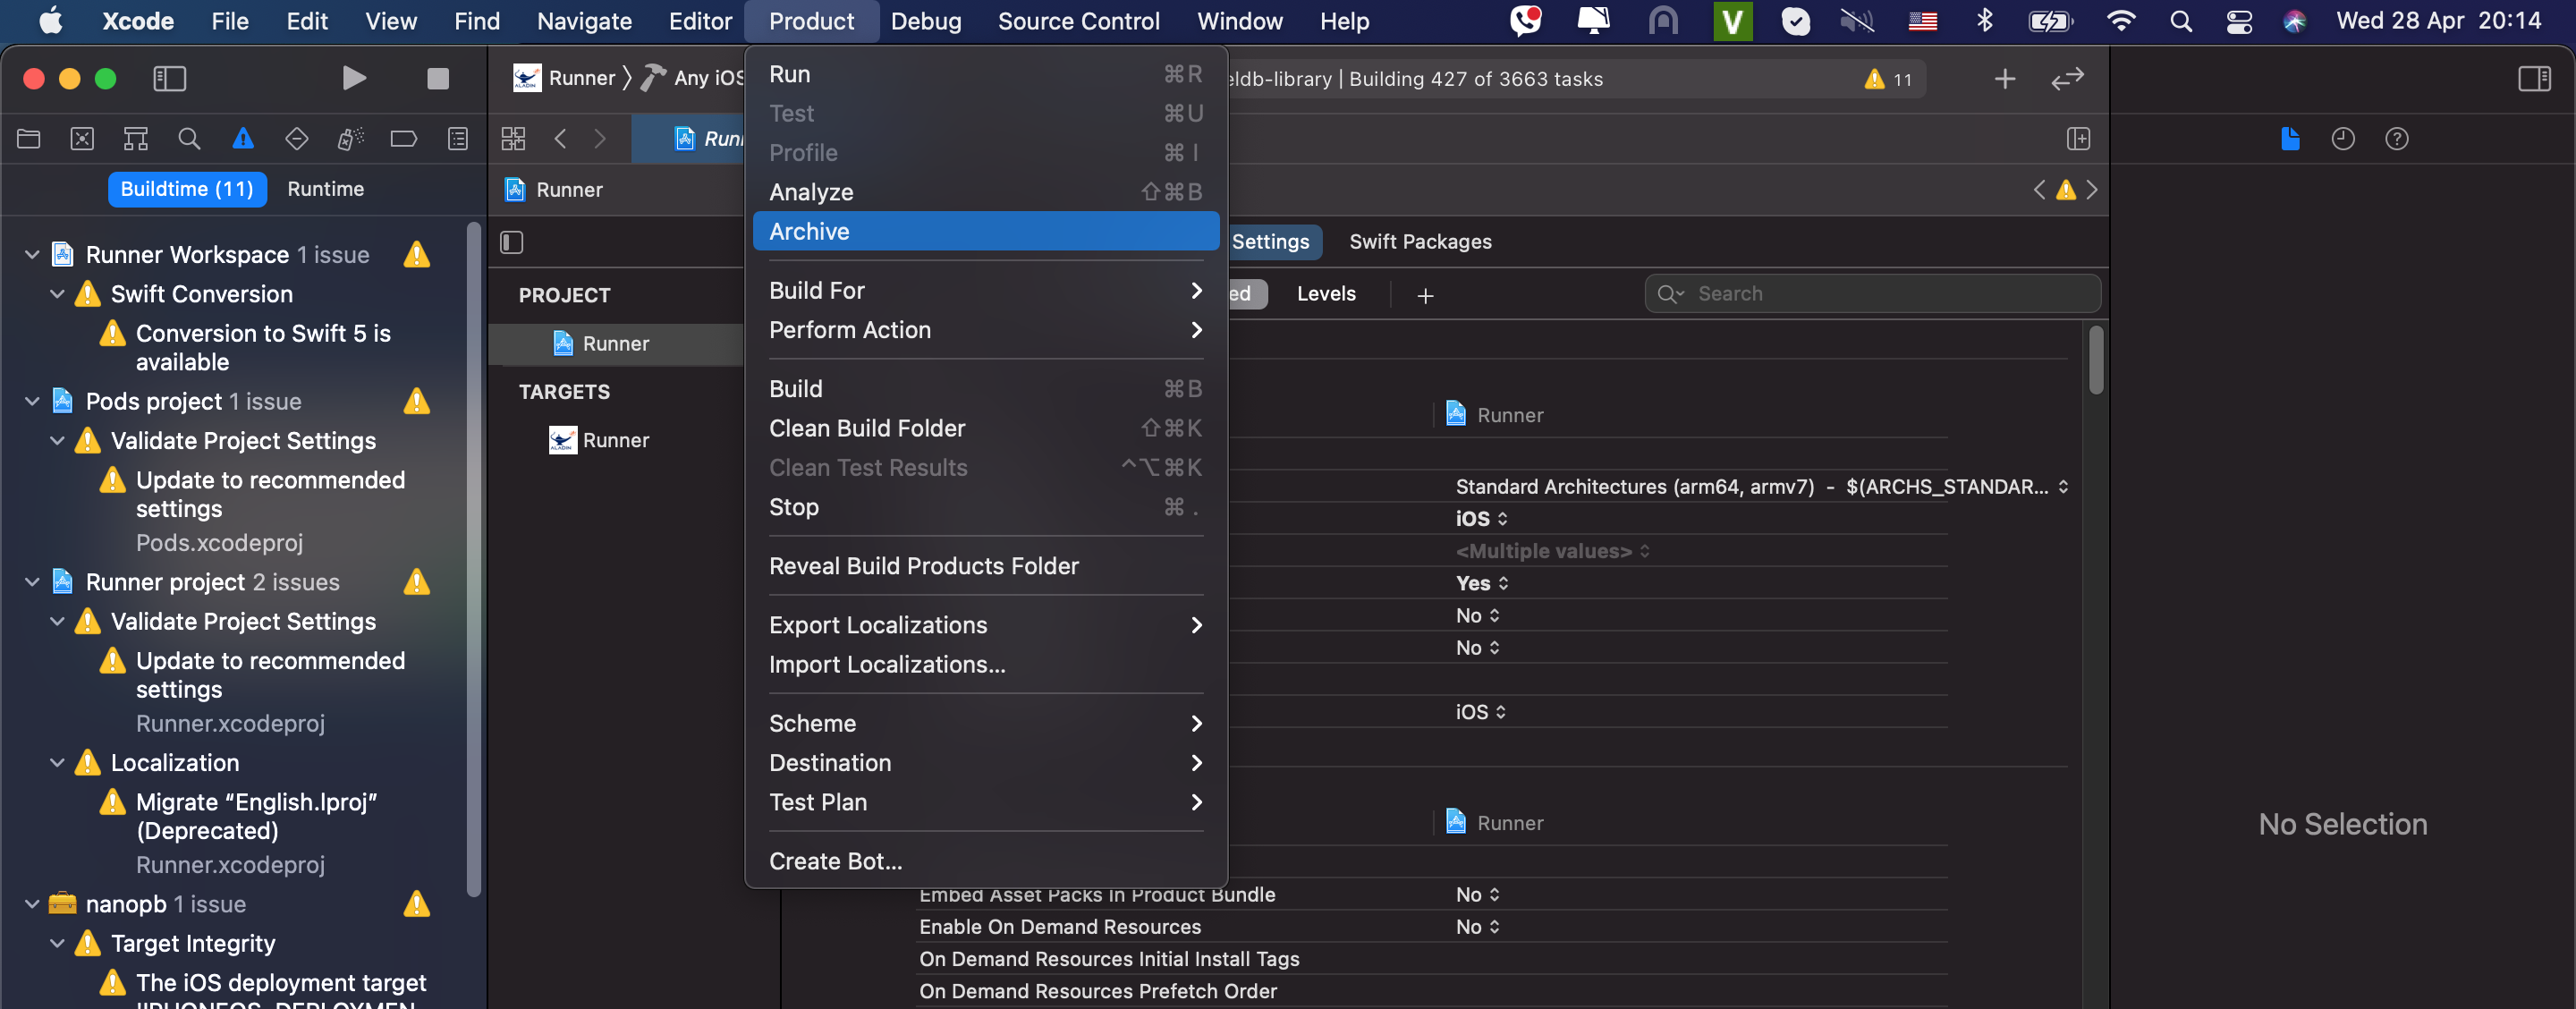 Xcode File Edit View Find Navigate Editor Product Debug Source Control Window Help V Wed 28 Apr 20:14
Runner Any iOS
eldb-library | Building 427 of 3663 tasks 11
Buildtime (11) Runtime
Runner Workspace 1 issue
Swift Conversion
Conversion to Swift 5 is
available
Pods project 1 issue
Validate Project Settings
Update to recommended
settings
Pods.xcodeproj
Runner project 2 issues
Validate Project Settings
Update to recommended
settings
Runner.xcodeproj
Localization
Migrate “English.lproj”
(Deprecated)
Runner.xcodeproj
nanopb 1 issue
Target Integrity
The iOS deployment target
Runner
PROJECT
Runner
TARGETS
ALADIN Runner
Run ⌘R
Test ⌘U
Profile ⌘I
Analyze ⇧⌘B
Archive
Build For
Perform Action
Build ⌘B
Clean Build Folder ⇧⌘K
Clean Test Results ^⌥⌘K
Stop ⌘.
Reveal Build Products Folder
Export Localizations
Import Localizations...
Scheme
Destination
Test Plan
Create Bot...
Settings Swift Packages
ed Levels + Search
Runner
Standard Architectures (arm64, armv7) - $(ARCHS_STANDAR...
iOS
<Multiple values>
Yes
No
No
iOS
Runner
Embed Asset Packs In Product Bundle No
Enable On Demand Resources No
On Demand Resources Initial Install Tags
On Demand Resources Prefetch Order
No Selection